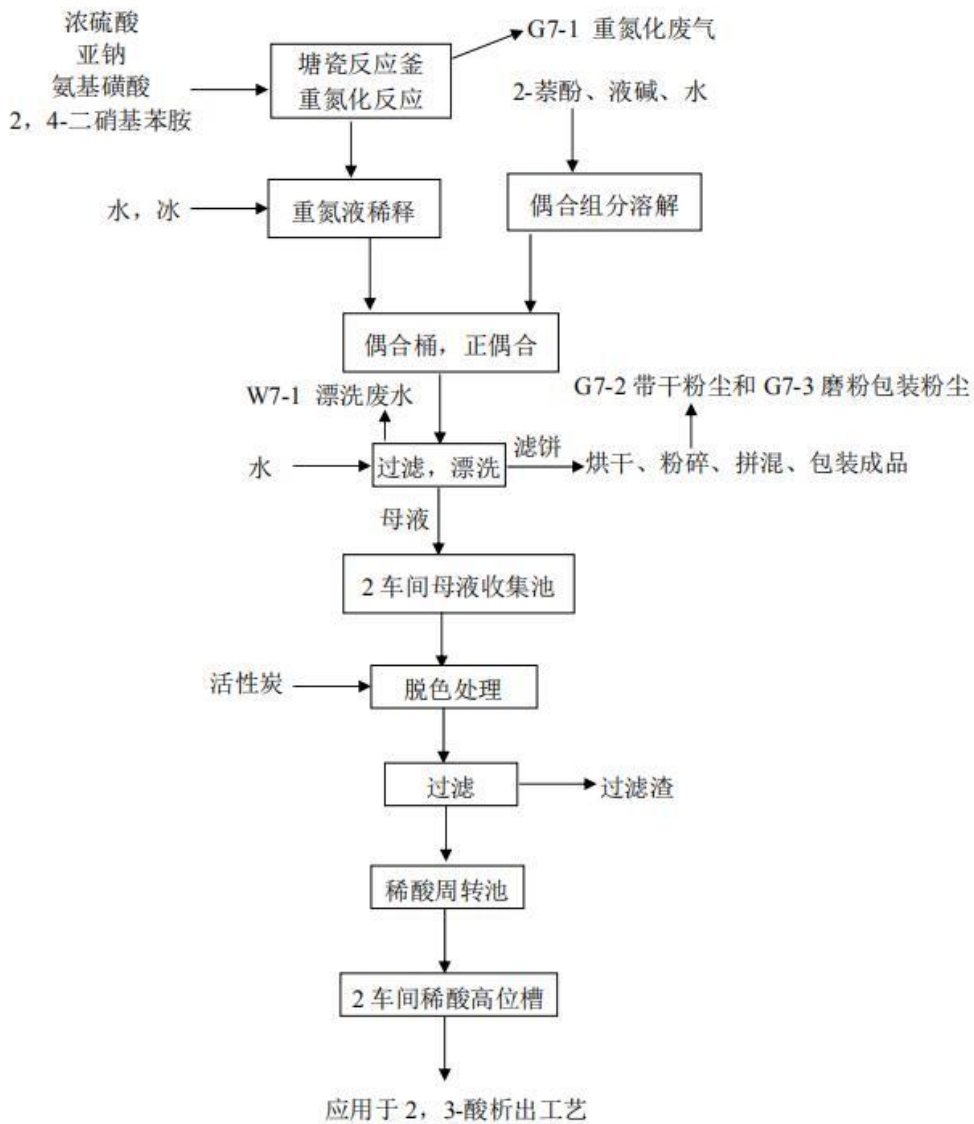 浓硫酸
亚钠
氨基磺酸
2，4-二硝基苯胺
塘瓷反应釜
重氮化反应
G7-1 重氮化废气
2-萘酚、液碱、水
水，冰
重氮液稀释
偶合组分溶解
偶合桶，正偶合
W7-1 漂洗废水
G7-2 带干粉尘和 G7-3 磨粉包装粉尘
水
过滤，漂洗
滤饼
烘干、粉碎、拼混、包装成品
母液
2 车间母液收集池
活性炭
脱色处理
过滤
过滤渣
稀酸周转池
2 车间稀酸高位槽
应用于 2，3-酸析出工艺